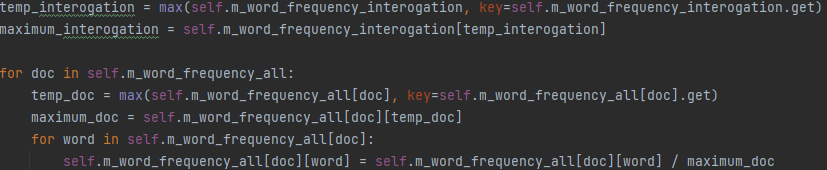 temp_interogation = max(self.m_word_frequency_interogation, key=self.m_word_frequency_interogation.get)
maximum_interogation = self.m_word_frequency_interogation[temp_interogation]
for doc in self.m_word_frequency_all:
    temp_doc = max(self.m_word_frequency_all[doc], key=self.m_word_frequency_all[doc].get)
    maximum_doc = self.m_word_frequency_all[doc][temp_doc]
    for word in self.m_word_frequency_all[doc]:
        self.m_word_frequency_all[doc][word] = self.m_word_frequency_all[doc][word] / maximum_doc